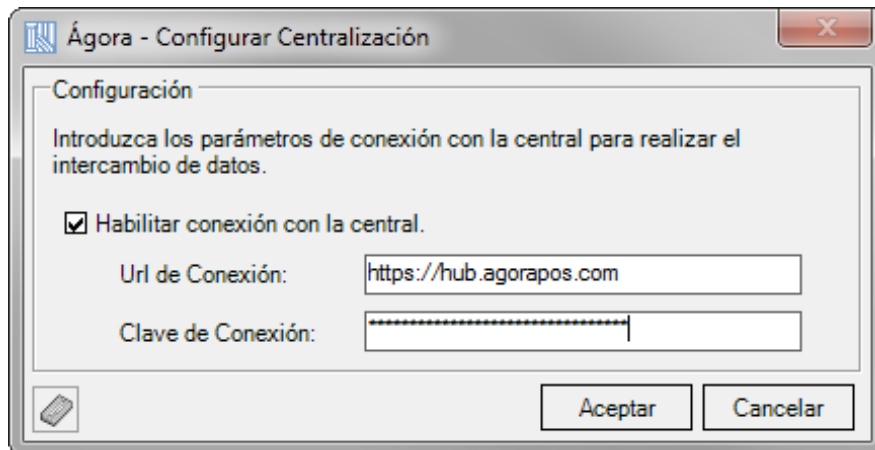 Ágora - Configurar Centralización
Configuración
Introduzca los parámetros de conexión con la central para realizar el
intercambio de datos.
Habilitar conexión con la central.
Url de Conexión: https://hub.agorapos.com
Clave de Conexión: ********************************
Aceptar Cancelar